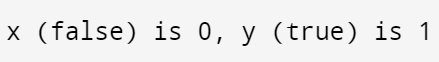 x (false) is 0, y (true) is 1